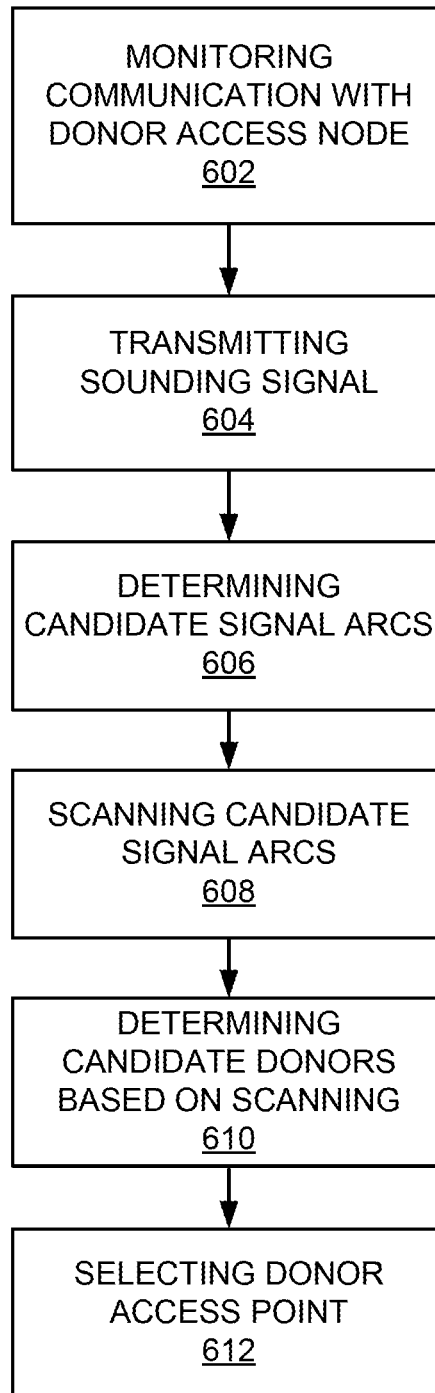 MONITORING
COMMUNICATION WITH
DONOR ACCESS NODE
602
TRANSMITTING
SOUNDING SIGNAL
604
DETERMINING
CANDIDATE SIGNAL ARCS
606
SCANNING CANDIDATE
SIGNAL ARCS
608
DETERMINING
CANDIDATE DONORS
BASED ON SCANNING
610
SELECTING DONOR
ACCESS POINT
612